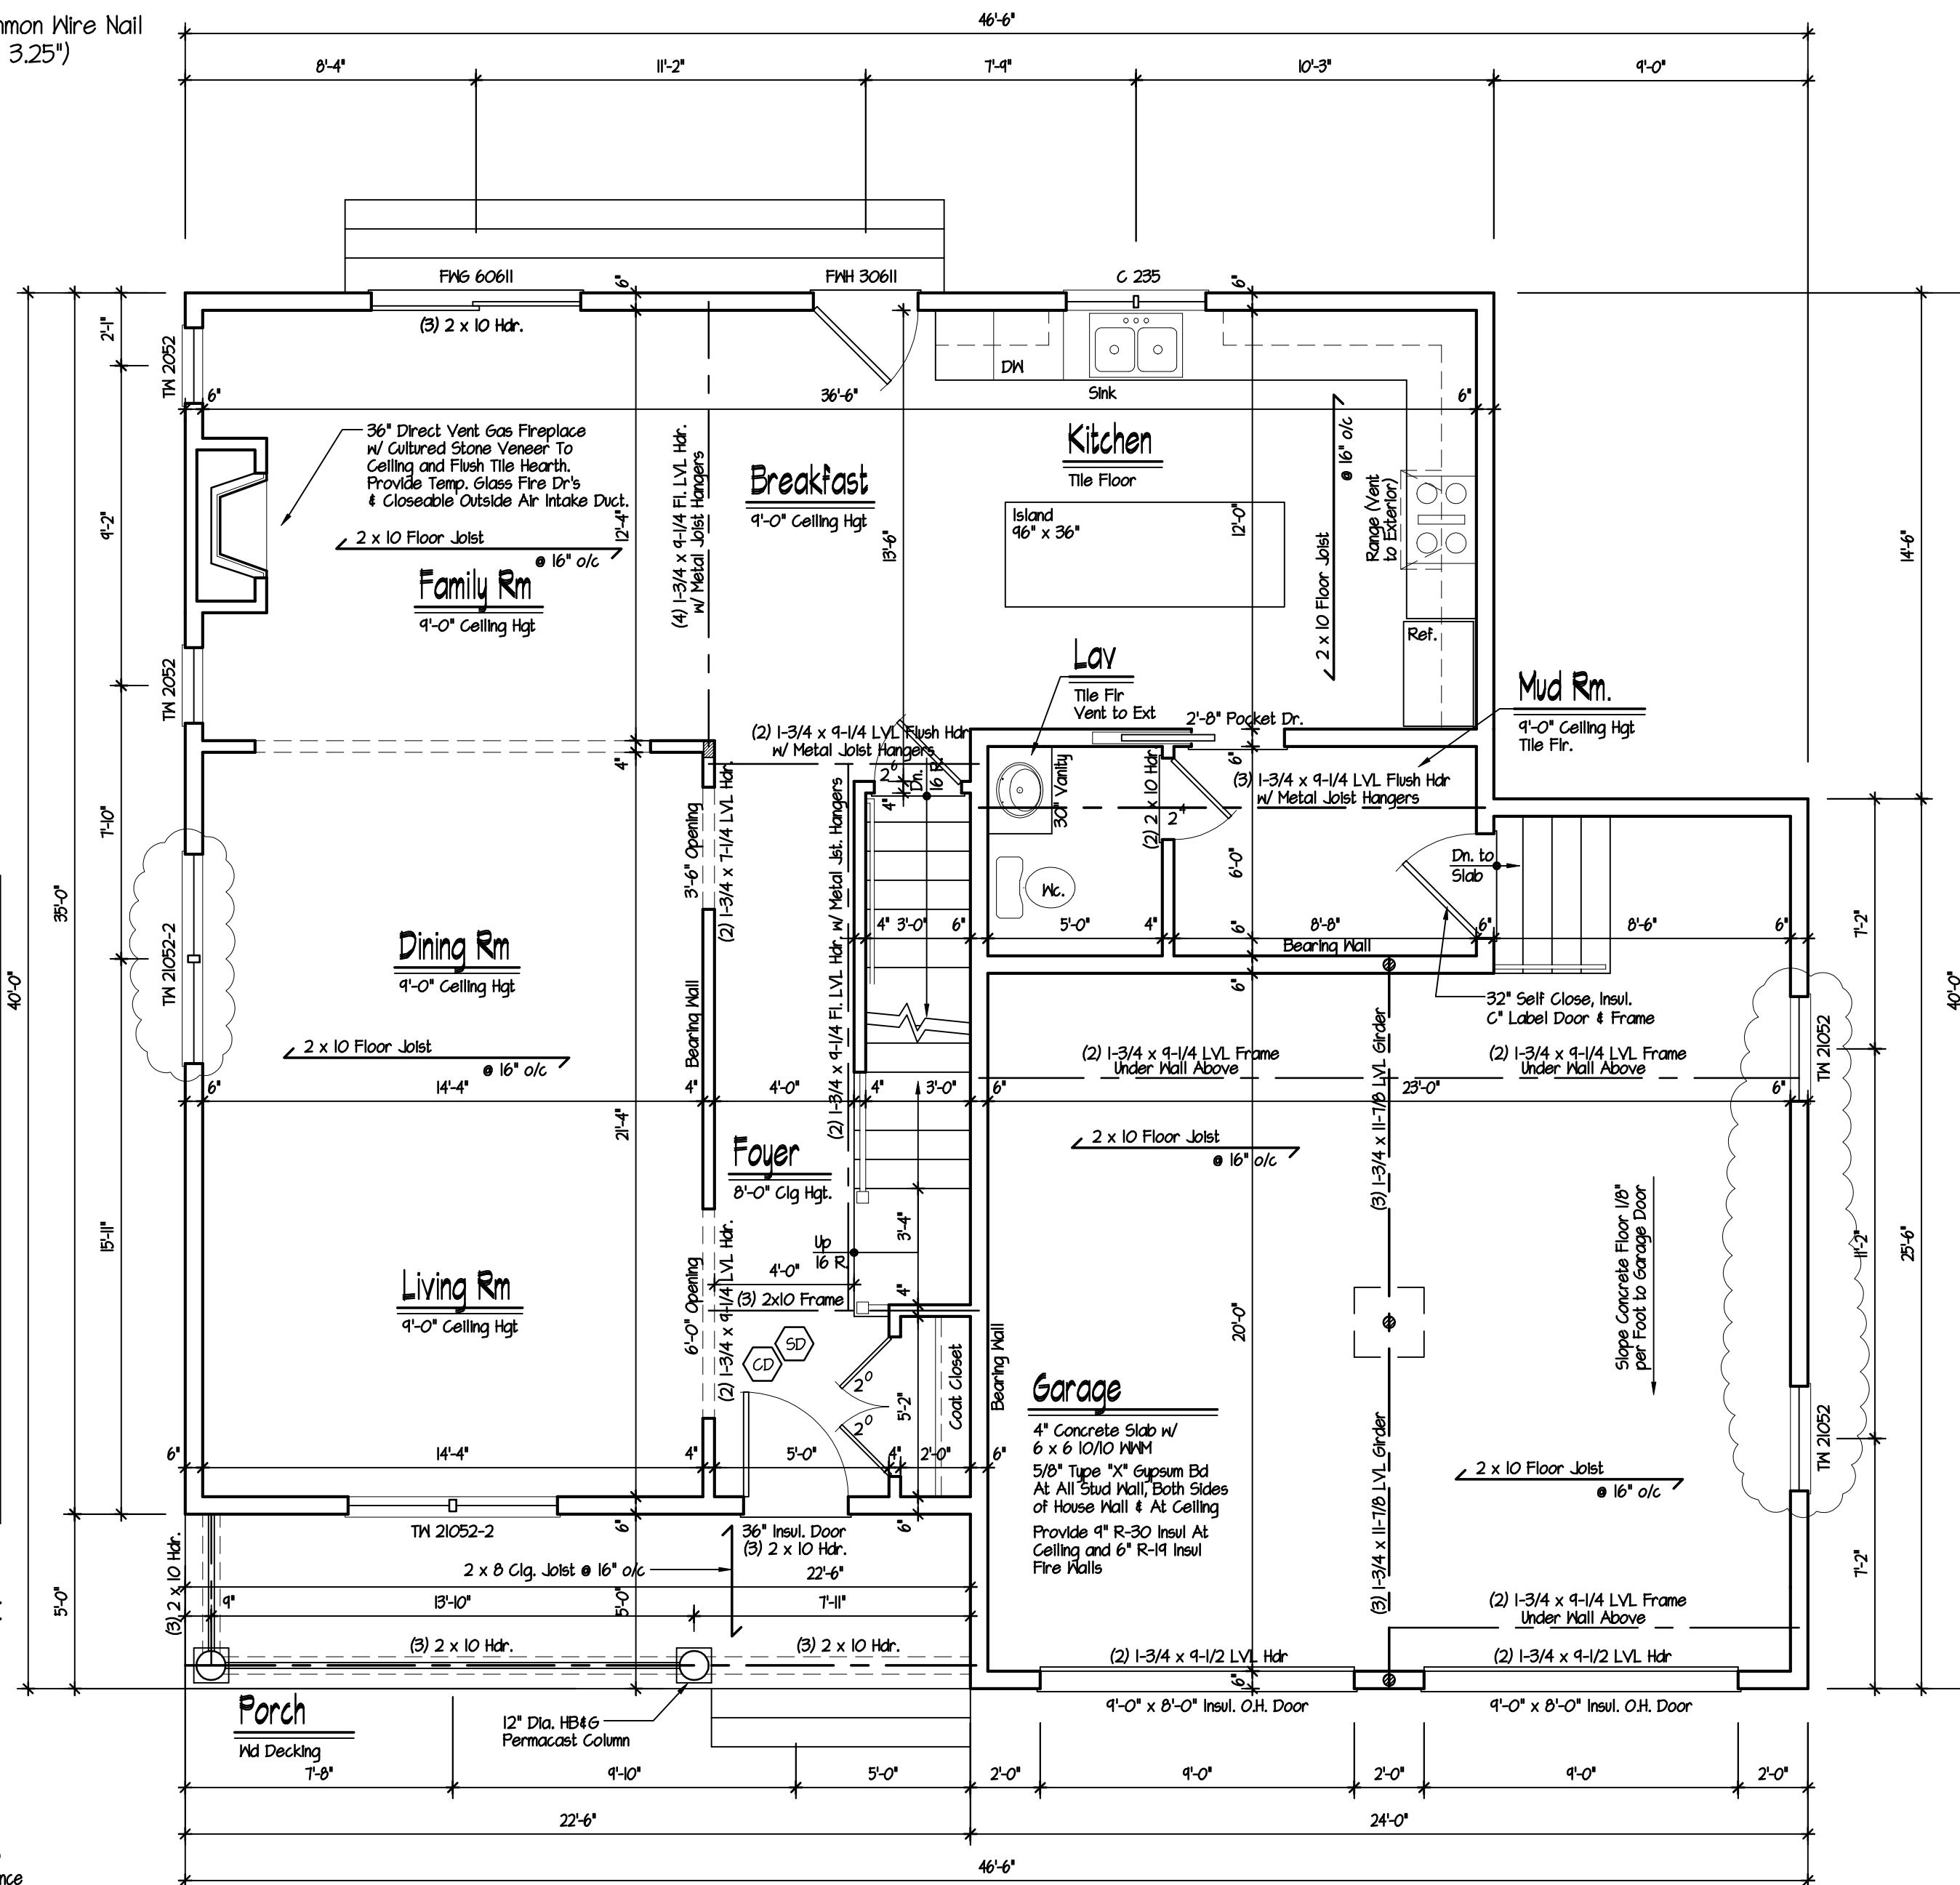 mmon Wire Nail
3.25")
46'-6"
8'-4"
11'-2"
7'-9"
10'-3"
9'-0"
FWG 60611
6"
FWH 30611
C 235
6"
(3) 2 x 10 Hdr.
2'-1"
TW 2052
DW
Sink
6"
36'-6"
6"
36" Direct Vent Gas Fireplace
w/ Cultured Stone Veneer To
Ceiling and Flush Tile Hearth.
Provide Temp. Glass Fire Dr's
& Closeable Outside Air Intake Duct.
(4) 1-3/4 x 9-1/4 Fl. LVL Hdr.
w/ Metal Joist Hangers
Breakfast
9'-0" Ceiling Hgt
Kitchen
Tile Floor
Island
96" x 36"
@ 16" o/c
2 x 10 Floor Joist
Range (Vent
to Exterior)
Ref.
9'-2"
12'-4"
13'-6"
12'-0"
14'-6"
2 x 10 Floor Joist
@ 16" o/c
Family Rm
9'-0" Ceiling Hgt
TW 2052
Lav
Tile Flr
Vent to Ext
2'-8" Pocket Dr.
Mud Rm.
9'-0" Ceiling Hgt
Tile Flr.
(2) 1-3/4 x 9-1/4 LVL Flush Hdr
w/ Metal Joist Hangers
4"
2⁶
Dn.
16 R.
4"
30" Vanity
(2) 2 x 10 Hdr
6"
(3) 1-3/4 x 9-1/4 LVL Flush Hdr
w/ Metal Joist Hangers
2⁴
7'-10"
3'-6" Opening
(2) 1-3/4 x 7-1/4 LVL Hdr.
(2) 1-3/4 x 9-1/4 Fl. LVL Hdr. w/ Metal Jst. Hangers
Wc.
6'-0"
Dn. to
Slab
35'-0"
40'-0"
TW 21052-2
Dining Rm
9'-0" Ceiling Hgt
4"
3'-0"
6"
5'-0"
4"
6"
8'-8"
6"
8'-6"
6"
7'-2"
Bearing Wall
6"
32" Self Close, Insul.
C" Label Door & Frame
40'-0"
2 x 10 Floor Joist
@ 16" o/c
Bearing Wall
(2) 1-3/4 x 9-1/4 LVL Frame
Under Wall Above
(3) 1-3/4 x 11-7/8 LVL Girder
(2) 1-3/4 x 9-1/4 LVL Frame
Under Wall Above
TW 21052
6"
14'-4"
4"
4'-0"
4"
3'-0"
6"
23'-0"
6"
21'-4"
2 x 10 Floor Joist
@ 16" o/c
Foyer
8'-0" Clg Hgt.
15'-11"
Up
16 R.
3'-4"
4'-0"
4"
(3) 2x10 Frame
Slope Concrete Floor 1/8"
per Foot to Garage Door
11'-2"
25'-6"
Living Rm
9'-0" Ceiling Hgt
6'-0" Opening
(2) 1-3/4 x 9-1/4 LVL Hdr.
SD
CD
2⁰
2⁰
5'-2"
Coat Closet
Bearing Wall
20'-0"
Garage
4" Concrete Slab w/
6 x 6 10/10 WWM
5/8" Type "X" Gypsum Bd
At All Stud Wall, Both Sides
of House Wall & At Ceiling
Provide 9" R-30 Insul At
Ceiling and 6" R-19 Insul
Fire Walls
(3) 1-3/4 x 11-7/8 LVL Girder
2 x 10 Floor Joist
@ 16" o/c
TW 21052
6"
14'-4"
4"
5'-0"
4"
2'-0"
6"
TW 21052-2
6"
36" Insul. Door
(3) 2 x 10 Hdr.
6"
2 x 8 Clg. Joist @ 16" o/c
22'-6"
(3) 2 x 10 Hdr.
5'-0"
9"
13'-10"
5'-0"
7'-11"
7'-2"
(3) 2 x 10 Hdr.
(3) 2 x 10 Hdr.
(2) 1-3/4 x 9-1/4 LVL Frame
Under Wall Above
(2) 1-3/4 x 9-1/2 LVL Hdr
(2) 1-3/4 x 9-1/2 LVL Hdr
6"
9'-0" x 8'-0" Insul. O.H. Door
9'-0" x 8'-0" Insul. O.H. Door
Porch
Wd Decking
12" Dia. HB&G
Permacast Column
7'-8"
9'-10"
5'-0"
2'-0"
9'-0"
2'-0"
9'-0"
2'-0"
22'-6"
24'-0"
46'-6"
nce